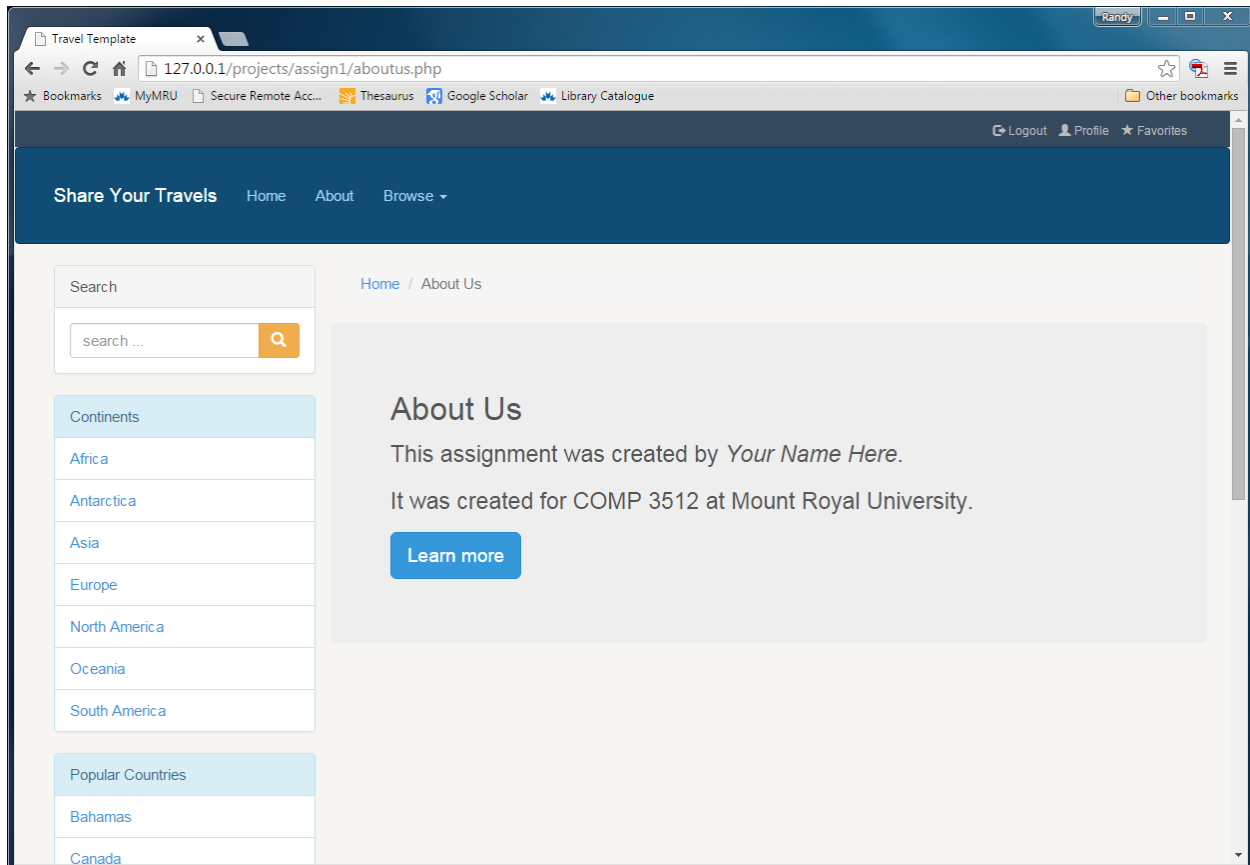 Randy
Travel Template
127.0.0.1/projects/assign1/aboutus.php
Bookmarks MyMRU Secure Remote Acc... Thesaurus Google Scholar Library Catalogue Other bookmarks
Logout Profile Favorites
Share Your Travels Home About Browse
Search
search ...
Continents
Africa
Antarctica
Asia
Europe
North America
Oceania
South America
Popular Countries
Bahamas
Canada
Home / About Us
About Us
This assignment was created by Your Name Here.
It was created for COMP 3512 at Mount Royal University.
Learn more